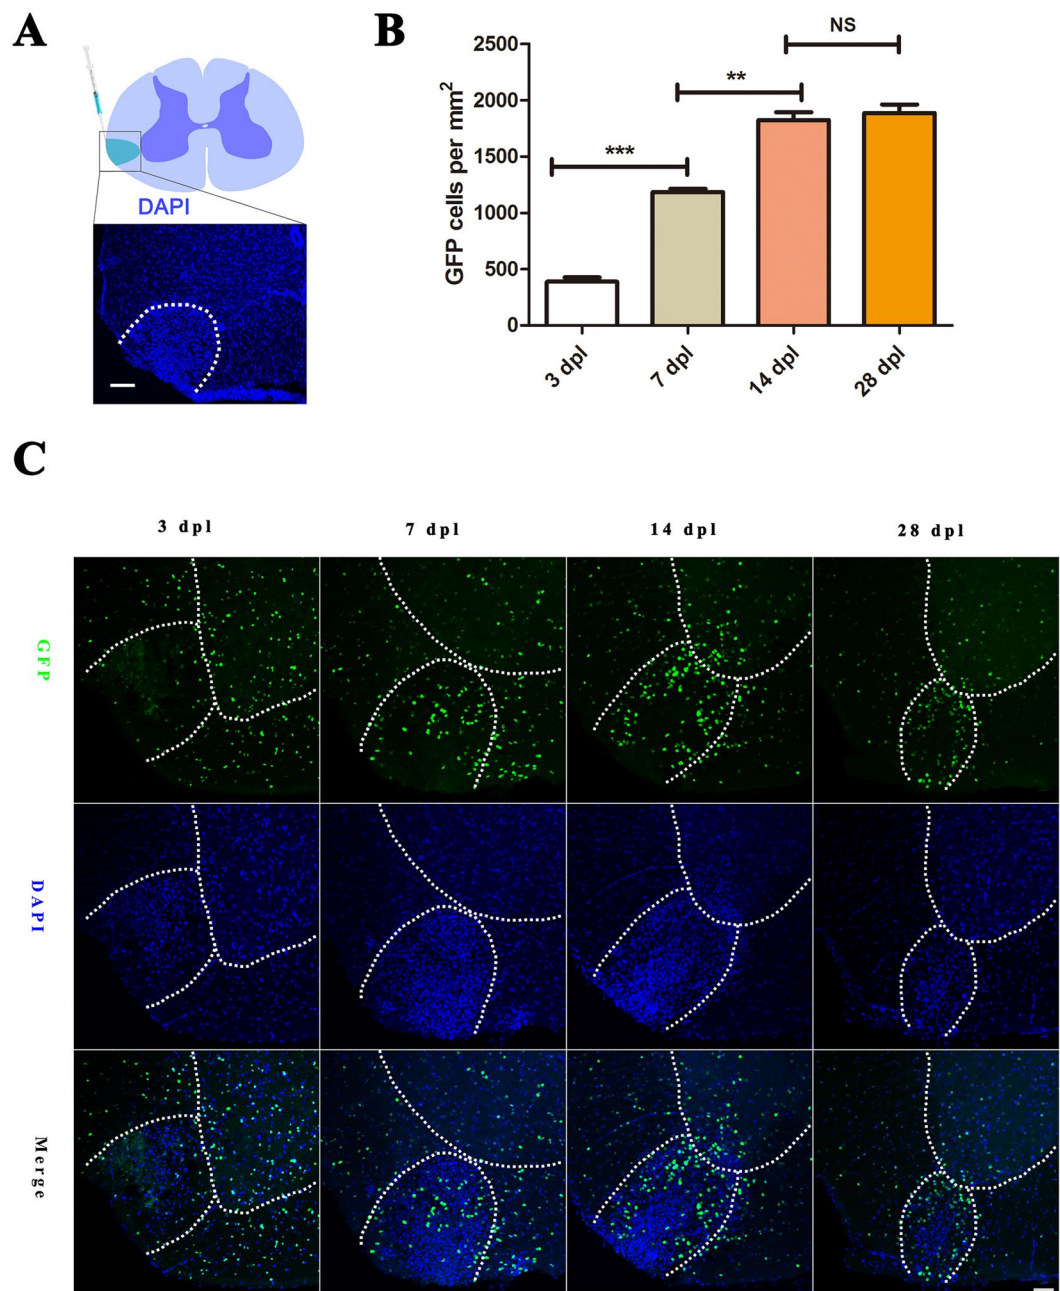 A
DAPI
B
GFP cells per mm2
2500
2000
1500
1000
500
0
***
**
NS
3 dpl
7 dpl
14 dpl
28 dpl
C
3 dpl
7 dpl
14 dpl
28 dpl
GFP
DAPI
Merge